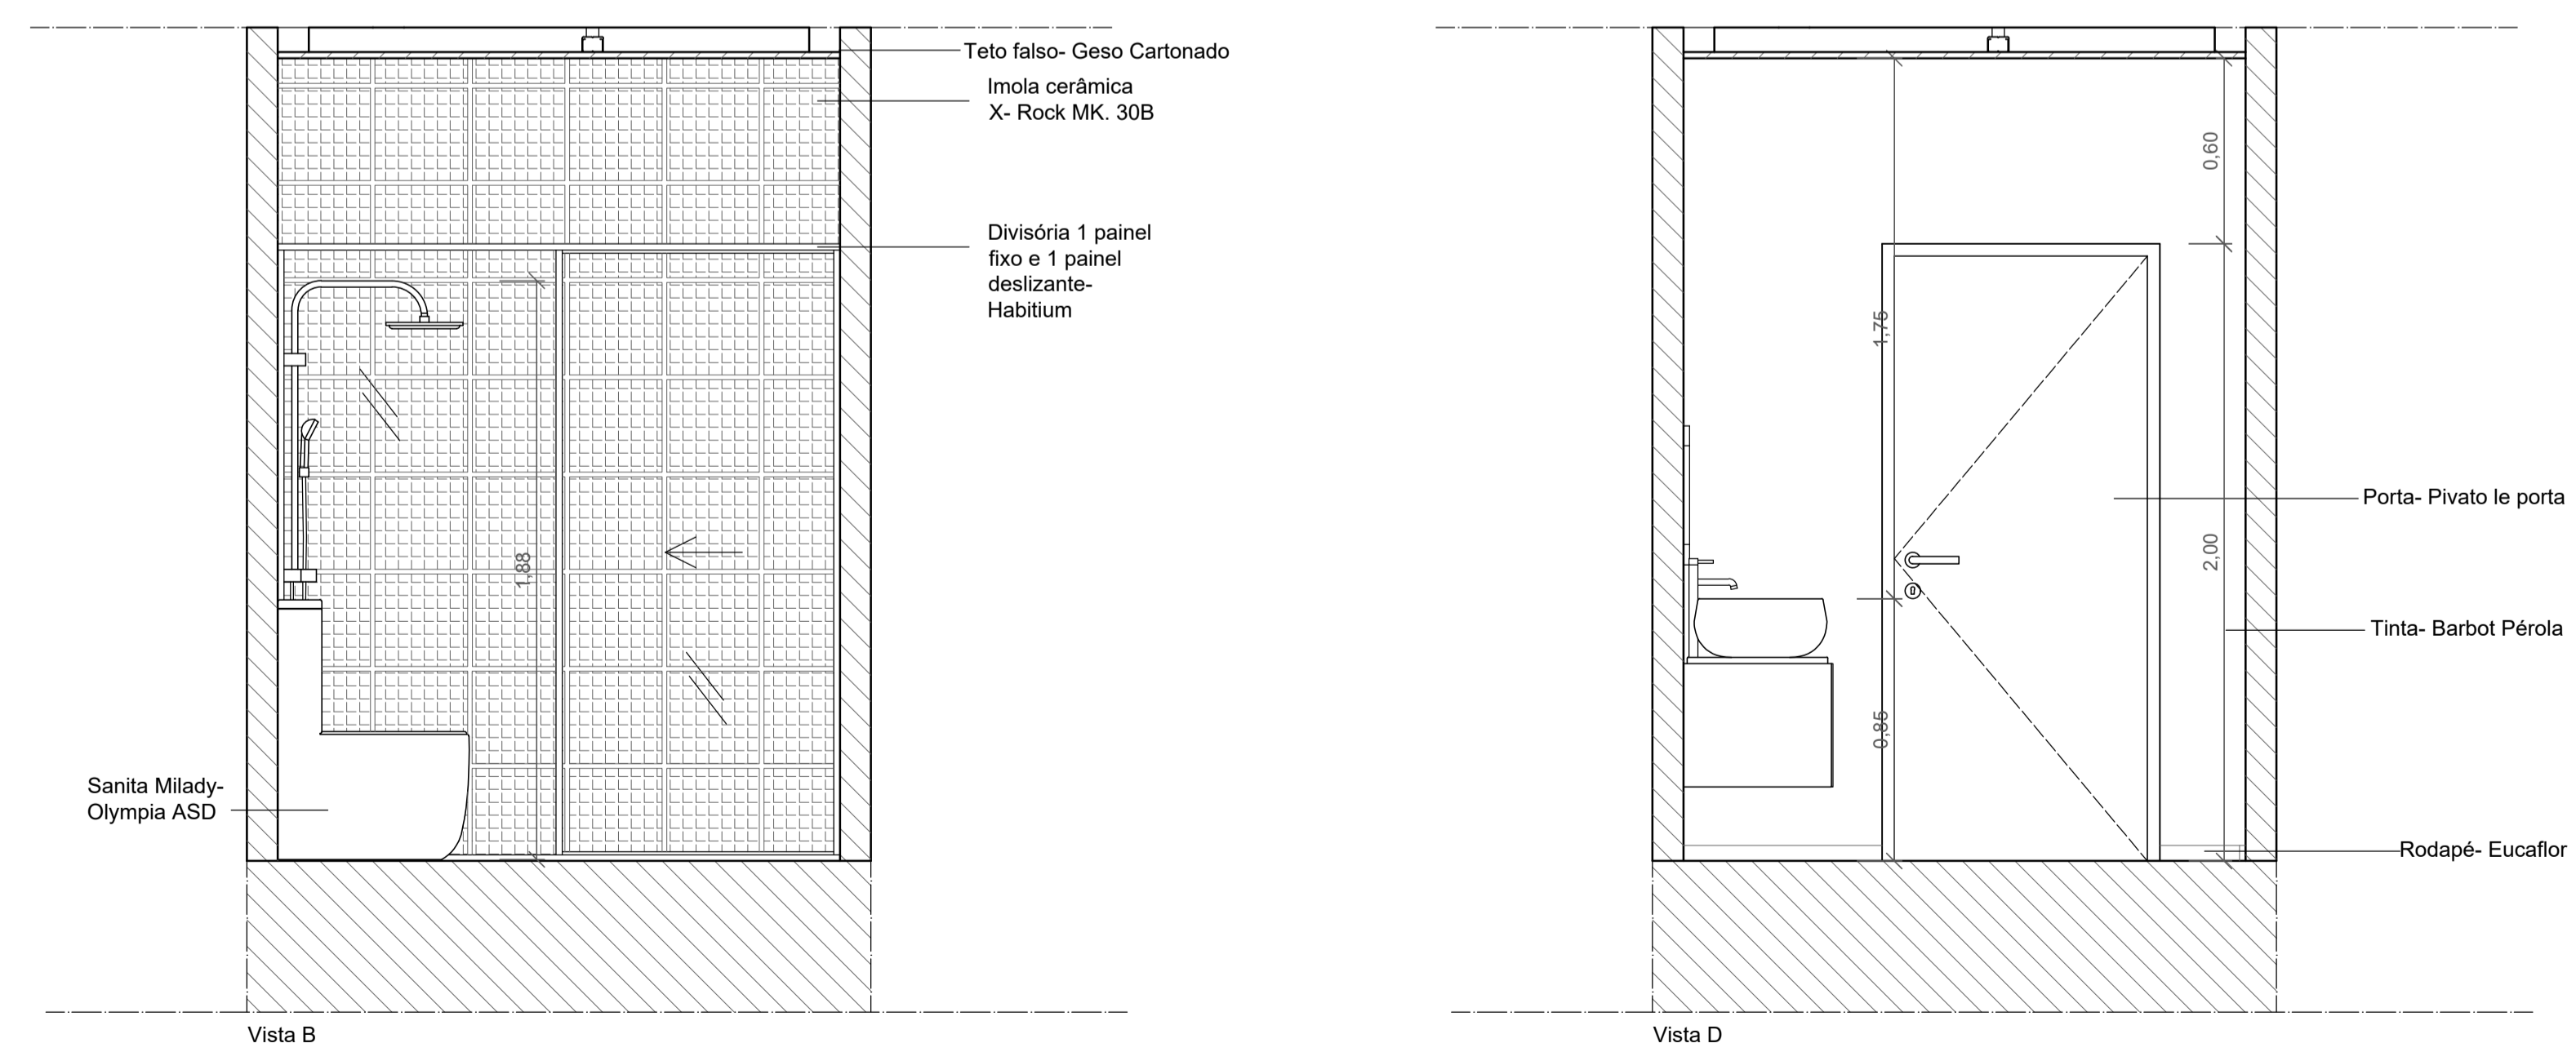 Teto falso- Geso Cartonado
Imola cerâmica
X- Rock MK. 30B
Divisória 1 painel
fixo e 1 painel
deslizante-
Habitium
1,88
Sanita Milady-
Olympia ASD
Vista B
0,60
1,75
Porta- Pivato le porta
2,00
Tinta- Barbot Pérola
0,85
Rodapé- Eucaflor
Vista D